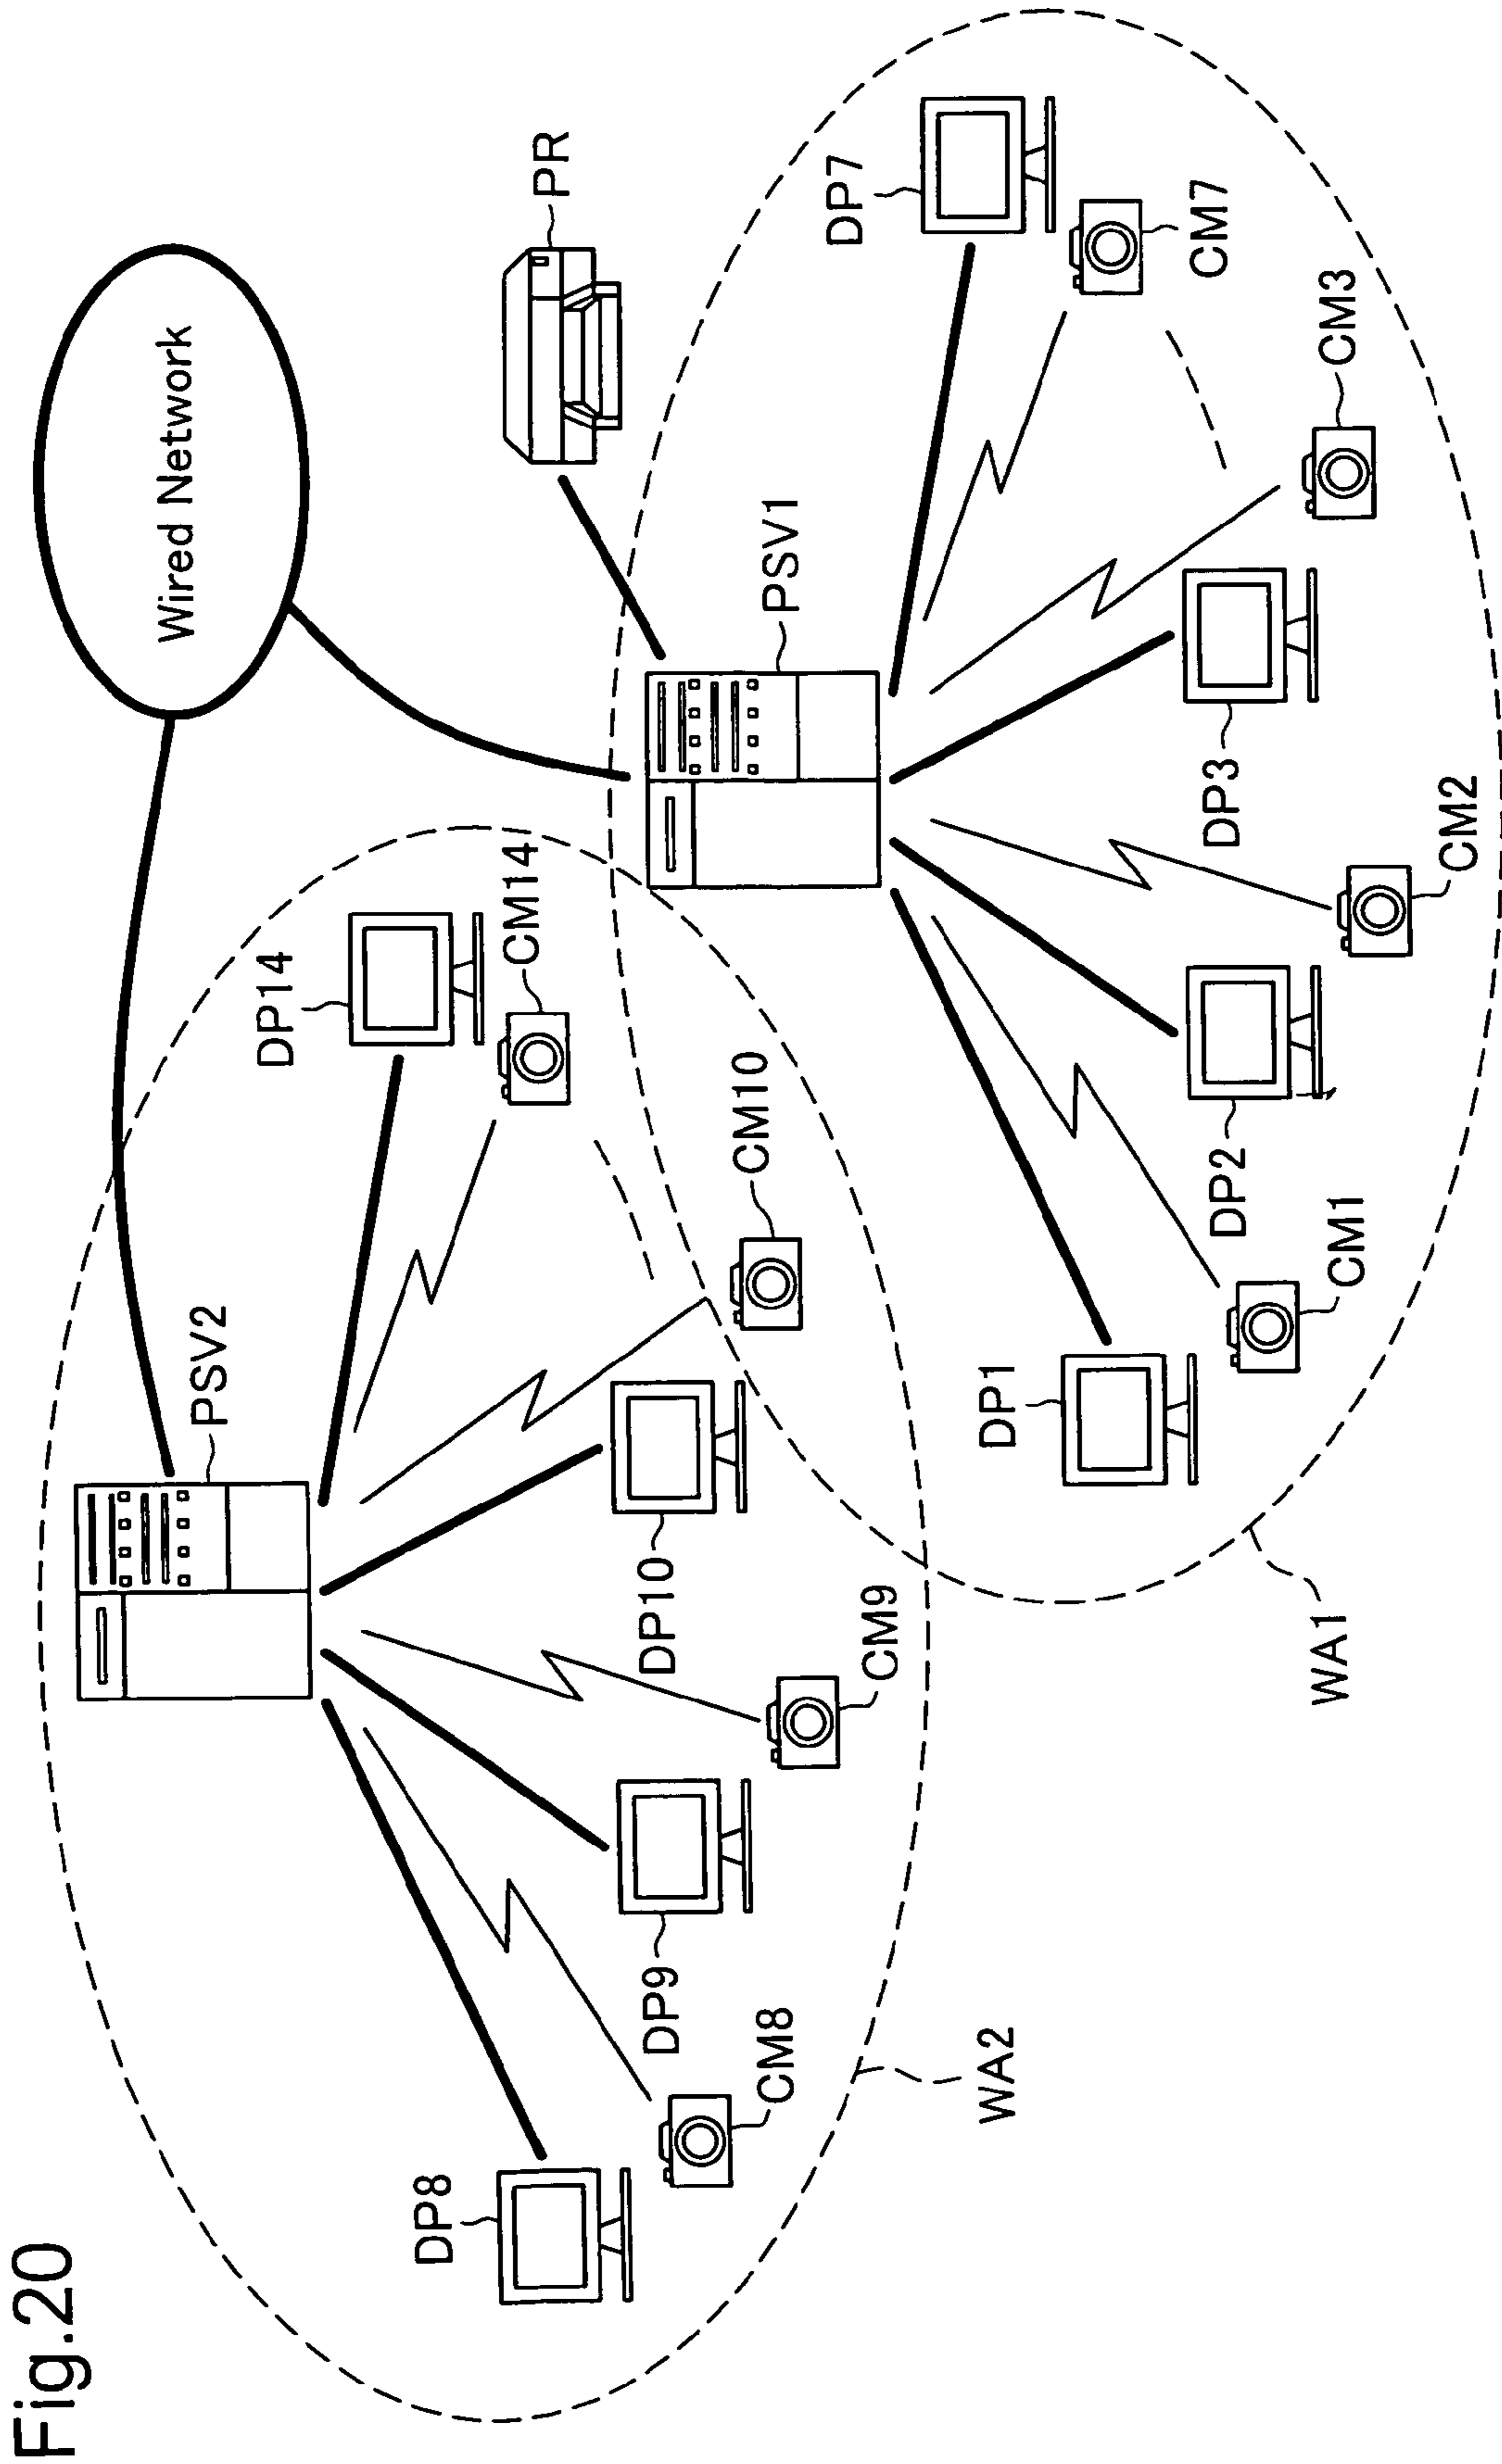 Fig.20
Wired Network
PSV2
DP14
CM14
PR
DP8
CM8
DP9
CM9
DP10
CM10
PSV1
DP7
CM7
WA2
DP1
CM1
DP2
CM2
DP3
CM3
WA1